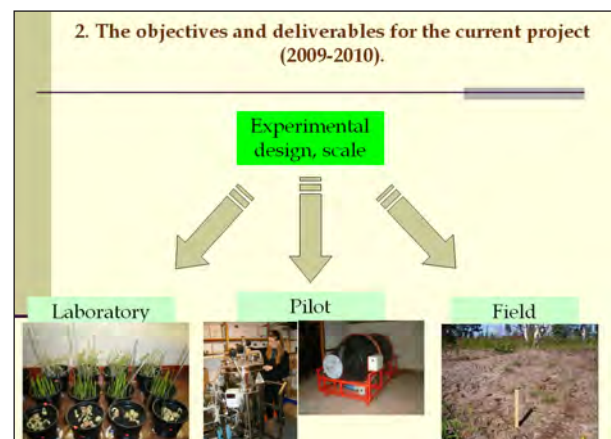 2. The objectives and deliverables for the current project
(2009-2010).
Experimental
design, scale
Laboratory
Pilot
Field